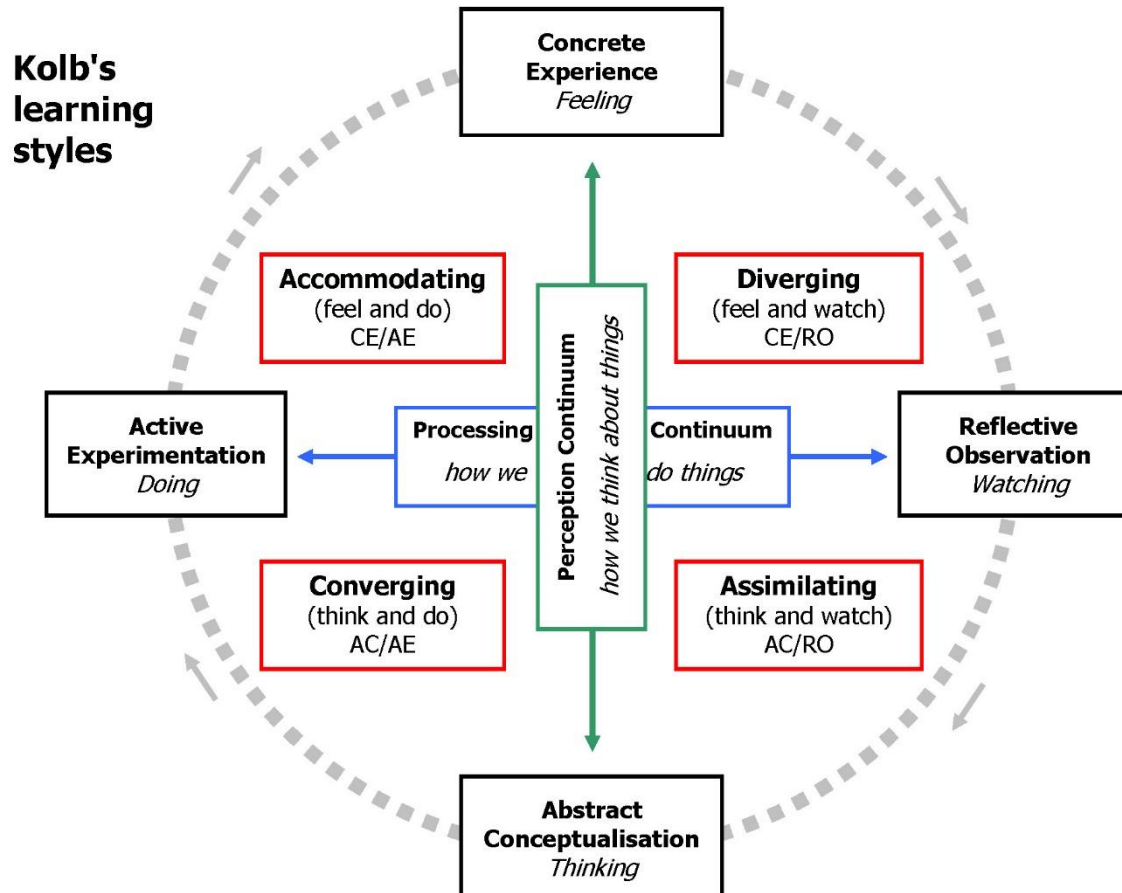 Kolb's
learning
styles
Concrete
Experience
Feeling
Accommodating
(feel and do)
CE/AE
Diverging
(feel and watch)
CE/RO
Active
Experimentation
Doing
Processing
how we
Perception Continuum
how we think about things
Continuum
do things
Reflective
Observation
Watching
Converging
(think and do)
AC/AE
Assimilating
(think and watch)
AC/RO
Abstract
Conceptualisation
Thinking